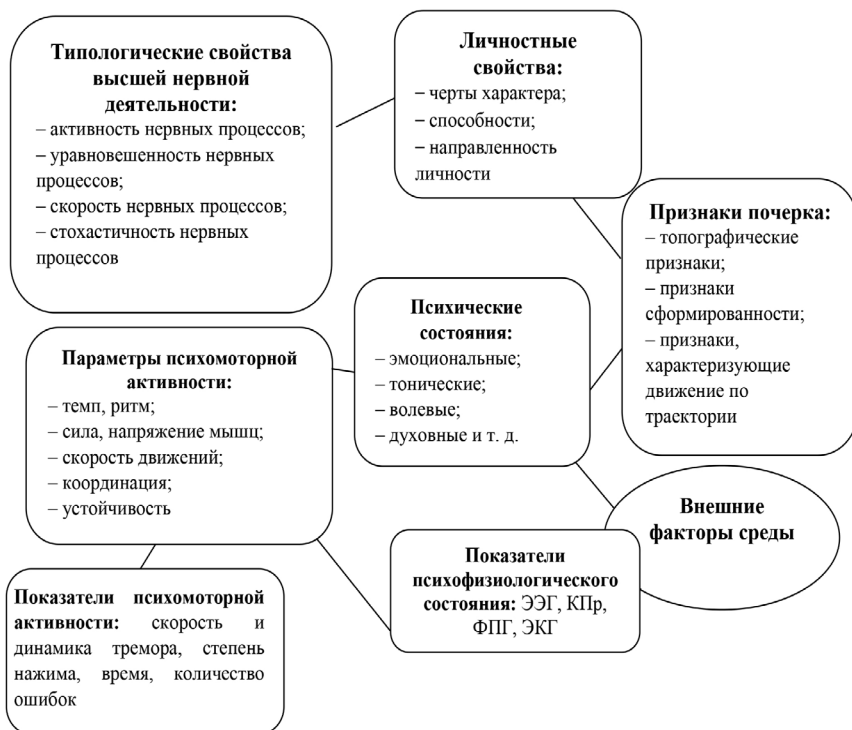 Типологические свойства
высшей нервной
деятельности:
– активность нервных процессов;
– уравновешенность нервных
процессов;
– скорость нервных процессов;
– стохастичность нервных
процессов
Личностные
свойства:
– черты характера;
– способности;
– направленность
личности
Признаки почерка:
– топографические
признаки;
– признаки
сформированности;
– признаки,
характеризующие
движение по
траектории
Психические
состояния:
– эмоциональные;
– тонические;
– волевые;
– духовные и т. д.
Параметры психомоторной
активности:
– темп, ритм;
– сила, напряжение мышц;
– скорость движений;
– координация;
– устойчивость
Внешние
факторы среды
Показатели
психофизиологического
состояния: ЭЭГ, КПр,
ФПГ, ЭКГ
Показатели психомоторной
активности: скорость и
динамика тремора, степень
нажима, время, количество
ошибок